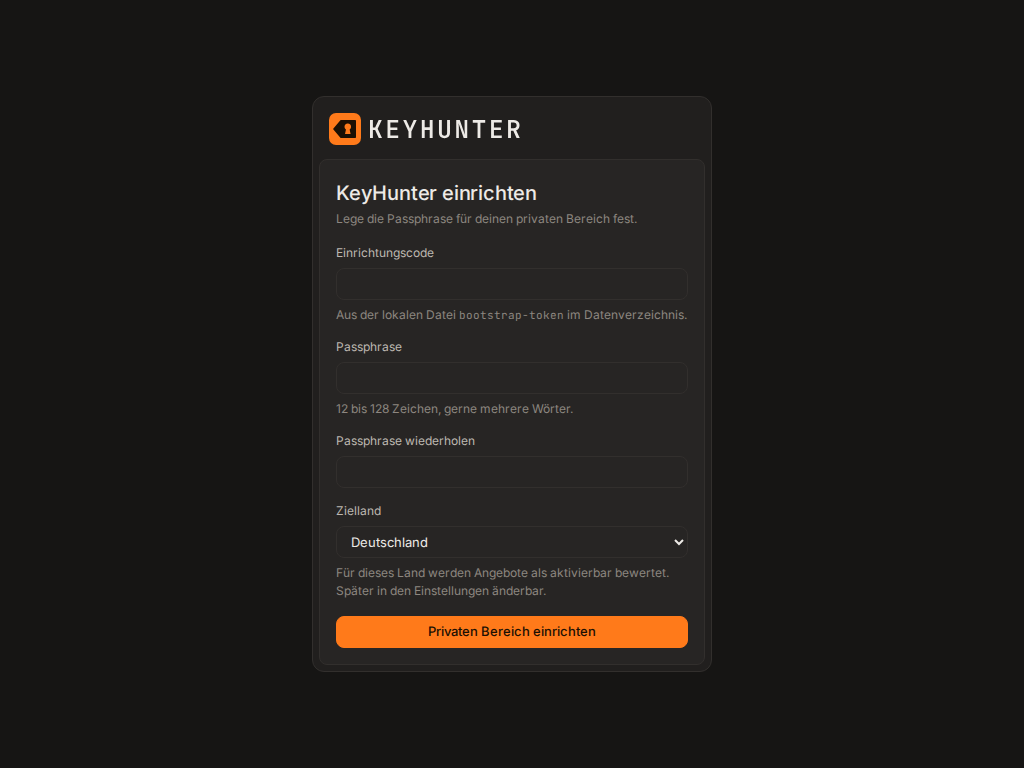 KEYHUNTER
KeyHunter einrichten
Lege die Passphrase für deinen privaten Bereich fest.
Einrichtungscode
Aus der lokalen Datei bootstrap-token im Datenverzeichnis.
Passphrase
12 bis 128 Zeichen, gerne mehrere Wörter.
Passphrase wiederholen
Zielland
Deutschland
Für dieses Land werden Angebote als aktivierbar bewertet.
Später in den Einstellungen änderbar.
Privaten Bereich einrichten